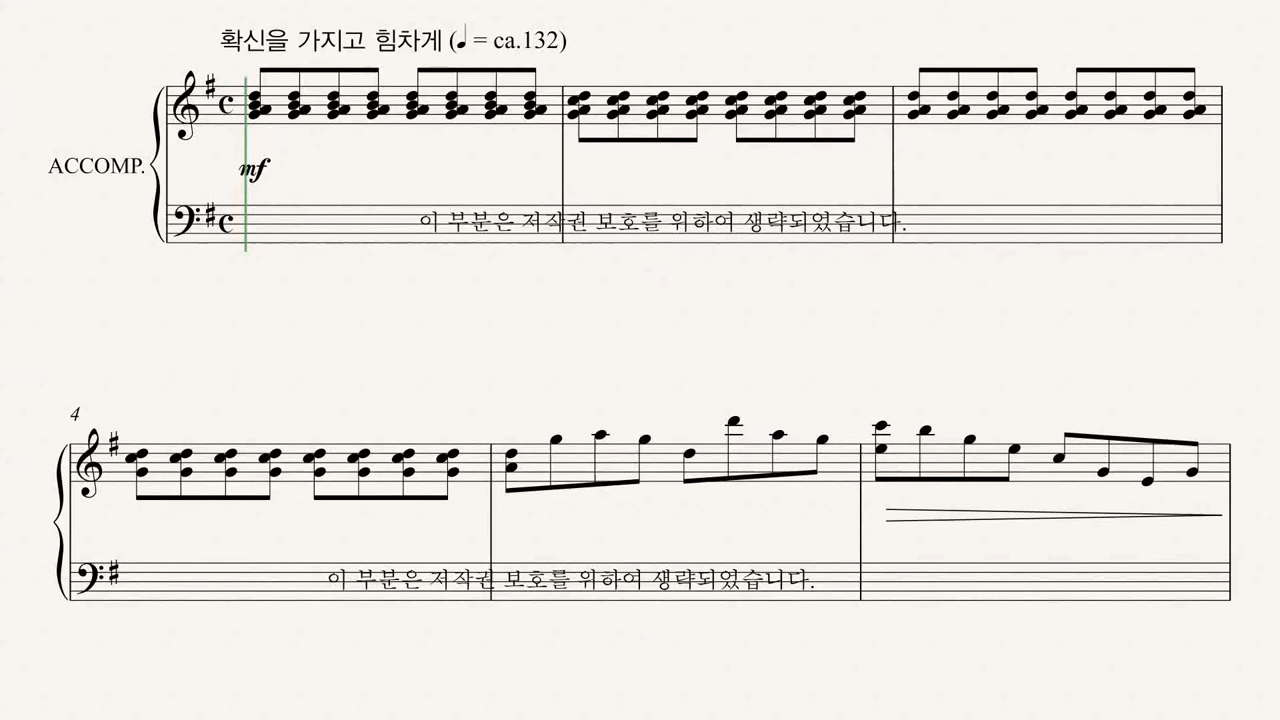 확신을 가지고 힘차게 (♩ = ca.132)
ACCOMP.
mf
이 부분은 저작권 보호를 위하여 생략되었습니다.
4
이 부분은 저작권 보호를 위하여 생략되었습니다.